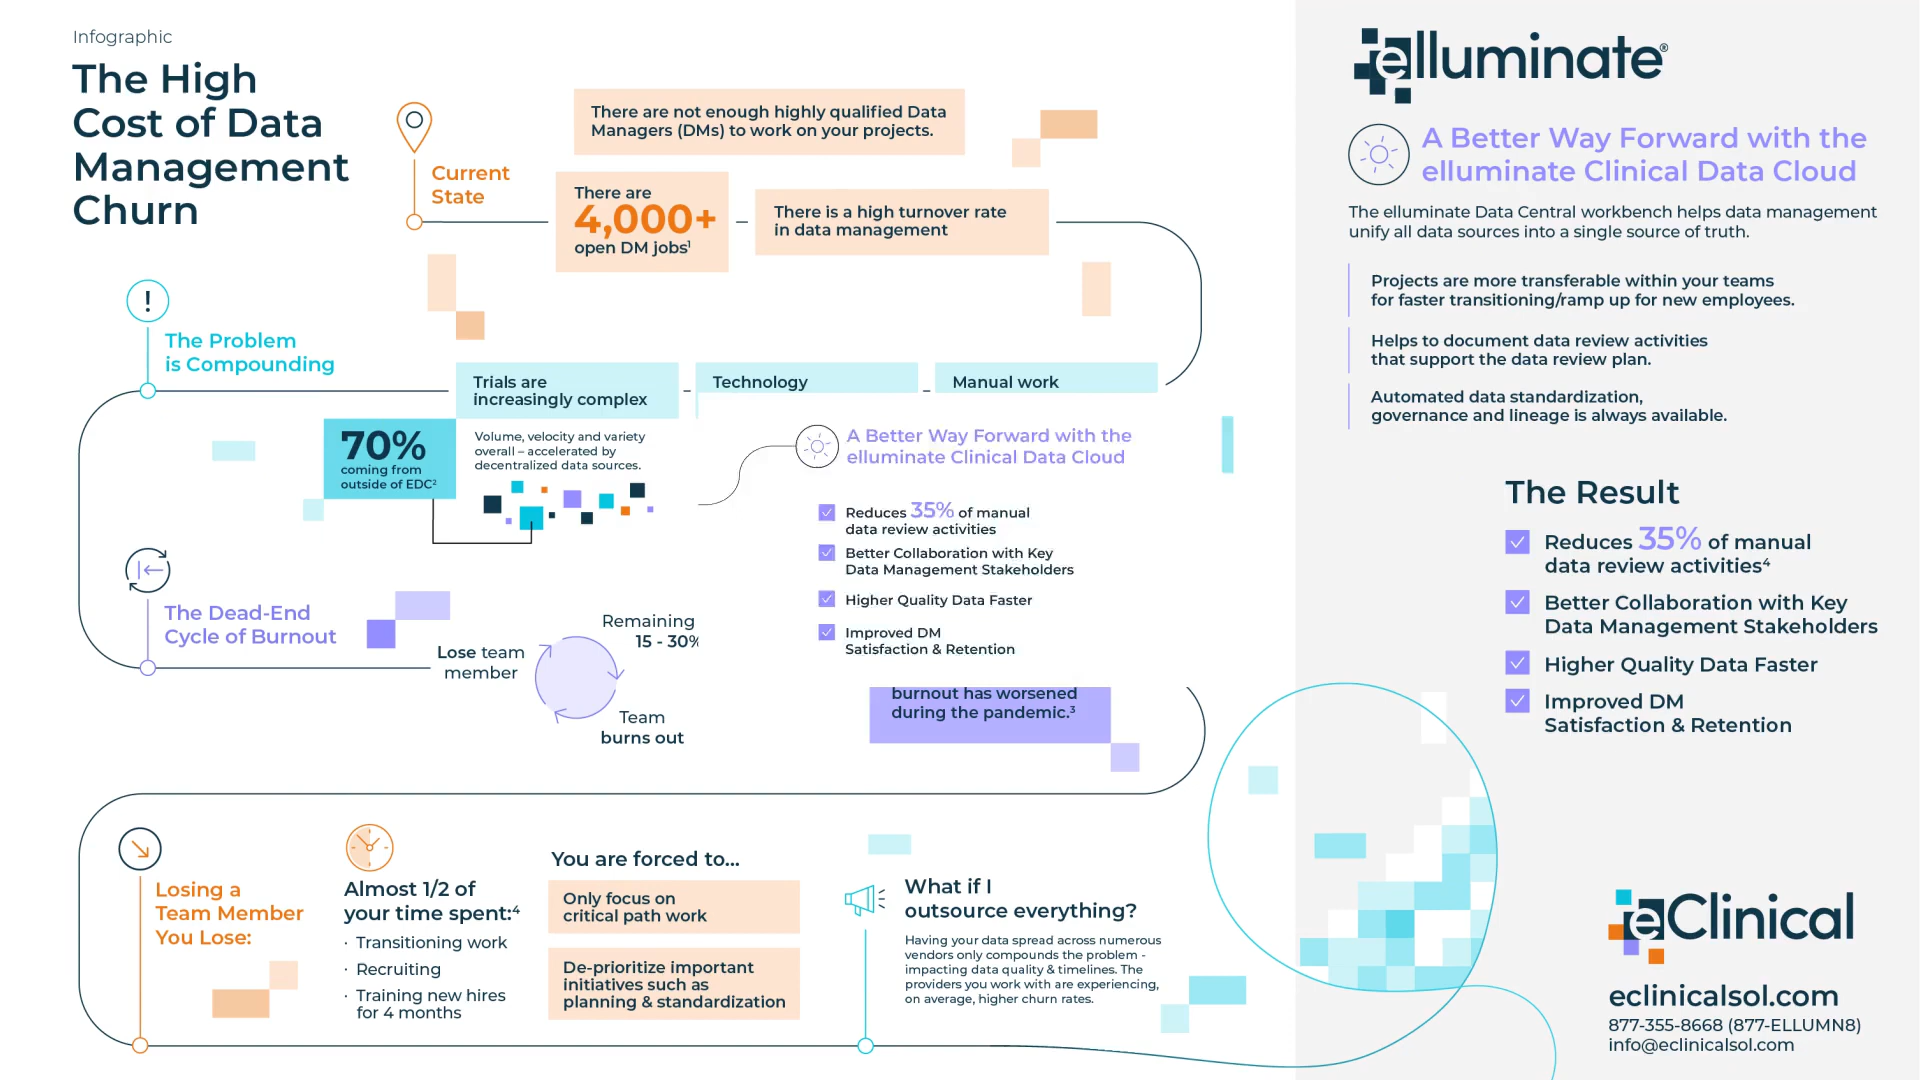 Infographic
The High
Cost of Data
Management
Churn
Current
State
There are not enough highly qualified Data
Managers (DMs) to work on your projects.
There are
4,000+
open DM jobs¹
There is a high turnover rate
in data management
!
The Problem
is Compounding
Trials are
increasingly complex
Technology
Manual work
70%
coming from
outside of EDC²
Volume, velocity and variety
overall – accelerated by
decentralized data sources.
A Better Way Forward with the
elluminate Clinical Data Cloud
Reduces 35% of manual
data review activities
Better Collaboration with Key
Data Management Stakeholders
Higher Quality Data Faster
Improved DM
Satisfaction & Retention
The Dead-End
Cycle of Burnout
Lose team
member
Remaining
15 - 30%
Team
burns out
burnout has worsened
during the pandemic.³
Losing a
Team Member
You Lose:
Almost 1/2 of
your time spent:⁴
· Transitioning work
· Recruiting
· Training new hires
for 4 months
You are forced to...
Only focus on
critical path work
De-prioritize important
initiatives such as
planning & standardization
What if I
outsource everything?
Having your data spread across numerous
vendors only compounds the problem -
impacting data quality & timelines. The
providers you work with are experiencing,
on average, higher churn rates.
elluminate®
A Better Way Forward with the
elluminate Clinical Data Cloud
The elluminate Data Central workbench helps data management
unify all data sources into a single source of truth.
Projects are more transferable within your teams
for faster transitioning/ramp up for new employees.
Helps to document data review activities
that support the data review plan.
Automated data standardization,
governance and lineage is always available.
The Result
Reduces 35% of manual
data review activities⁴
Better Collaboration with Key
Data Management Stakeholders
Higher Quality Data Faster
Improved DM
Satisfaction & Retention
eClinical
eclinicalsol.com
877-355-8668 (877-ELLUMN8)
info@eclinicalsol.com